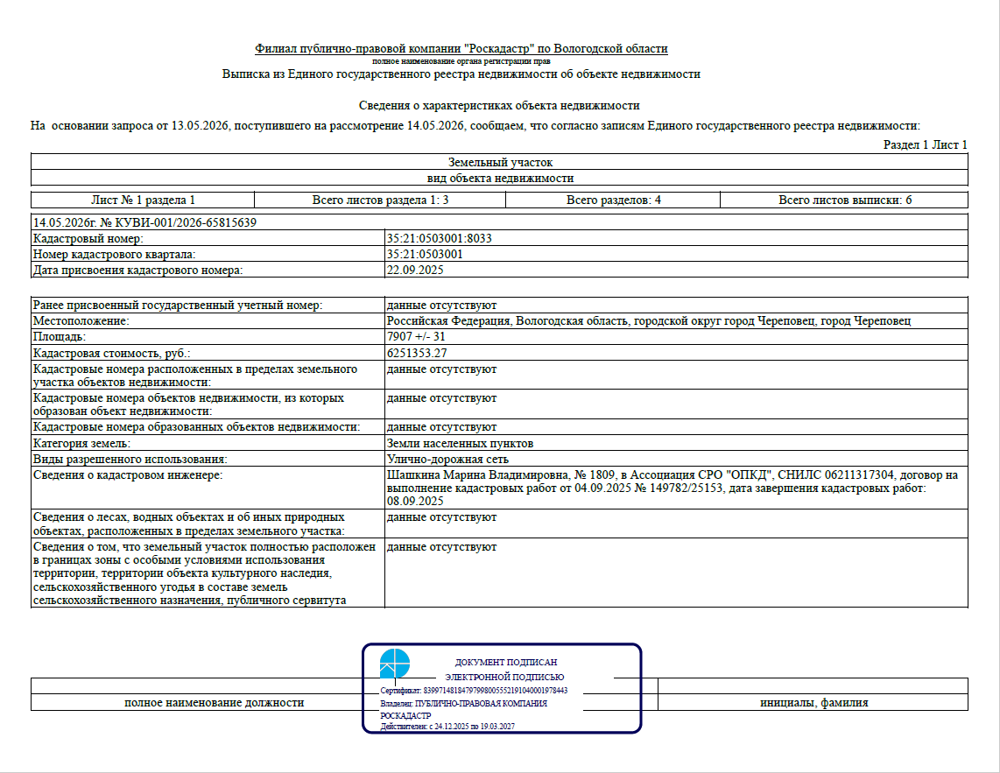 Филиал публично-правовой компании "Роскадастр" по Вологодской области
полное наименование органа регистрации прав
Выписка из Единого государственного реестра недвижимости об объекте недвижимости
Сведения о характеристиках объекта недвижимости
На основании запроса от 13.05.2026, поступившего на рассмотрение 14.05.2026, сообщаем, что согласно записям Единого государственного реестра недвижимости:
Раздел 1 Лист 1
Земельный участок
вид объекта недвижимости
Лист № 1 раздела 1 Всего листов раздела 1: 3 Всего разделов: 4 Всего листов выписки: 6
14.05.2026г. № КУВИ-001/2026-65815639
Кадастровый номер: 35:21:0503001:8033
Номер кадастрового квартала: 35:21:0503001
Дата присвоения кадастрового номера: 22.09.2025
Ранее присвоенный государственный учетный номер: данные отсутствуют
Местоположение: Российская Федерация, Вологодская область, городской округ город Череповец, город Череповец
Площадь: 7907 +/- 31
Кадастровая стоимость, руб.: 6251353.27
Кадастровые номера расположенных в пределах земельного данные отсутствуют
участка объектов недвижимости:
Кадастровые номера объектов недвижимости, из которых данные отсутствуют
образован объект недвижимости:
Кадастровые номера образованных объектов недвижимости: данные отсутствуют
Категория земель: Земли населенных пунктов
Виды разрешенного использования: Улично-дорожная сеть
Сведения о кадастровом инженере: Шашкина Марина Владимировна, № 1809, в Ассоциация СРО "ОПКД", СНИЛС 06211317304, договор на
выполнение кадастровых работ от 04.09.2025 № 149782/25153, дата завершения кадастровых работ:
08.09.2025
Сведения о лесах, водных объектах и об иных природных данные отсутствуют
объектах, расположенных в пределах земельного участка:
Сведения о том, что земельный участок полностью расположен данные отсутствуют
в границах зоны с особыми условиями использования
территории, территории объекта культурного наследия,
сельскохозяйственного угодья в составе земель
сельскохозяйственного назначения, публичного сервитута
ДОКУМЕНТ ПОДПИСАН
ЭЛЕКТРОННОЙ ПОДПИСЬЮ
Сертификат: 83997148184797998005552191040001978443
Владелец: ПУБЛИЧНО-ПРАВОВАЯ КОМПАНИЯ
РОСКАДАСТР
Действителен: с 24.12.2025 по 19.03.2027
полное наименование должности инициалы, фамилия